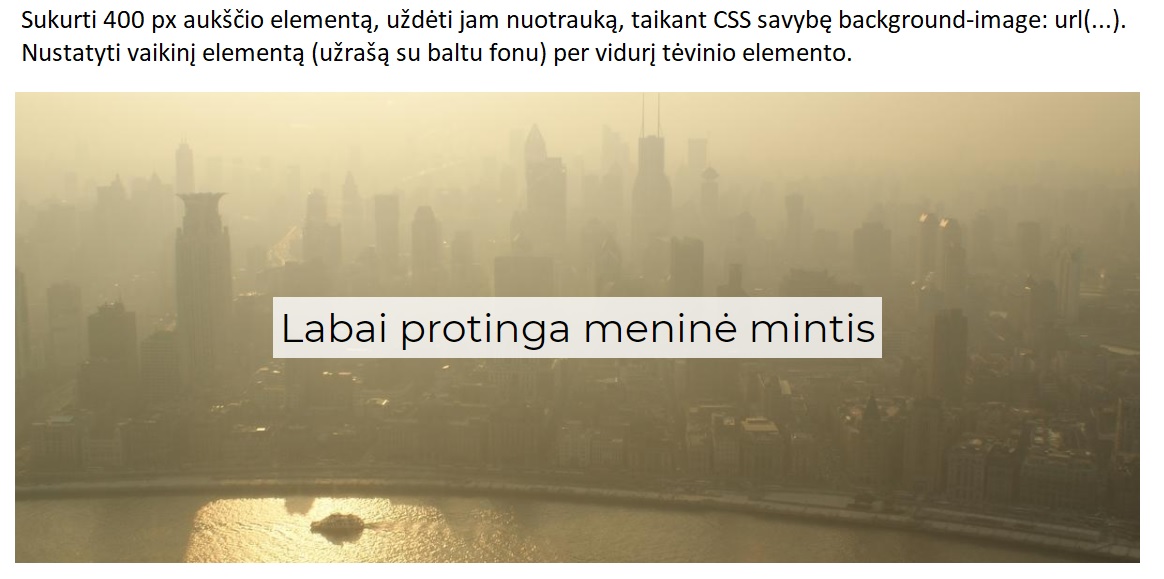 Sukurti 400 px aukščio elementą, uždėti jam nuotrauką, taikant CSS savybę background-image: url(...).
Nustatyti vaikinį elementą (užrašą su baltu fonu) per vidurį tėvinio elemento.
Labai protinga meninė mintis